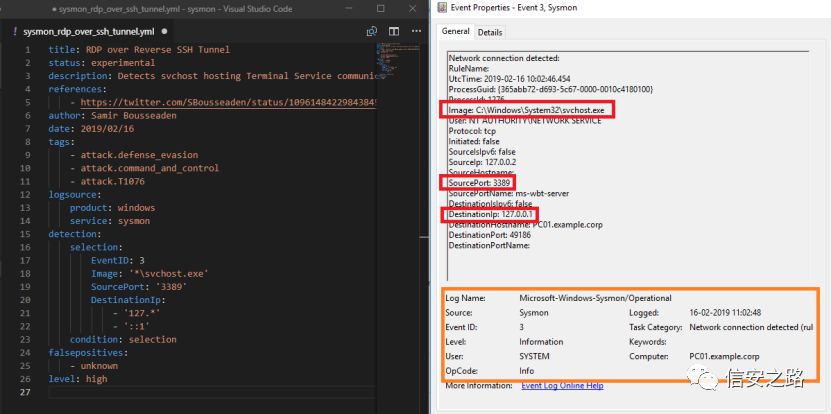 sysmon_rdp_over_ssh_tunnel.yml - sysmon - Visual Studio Code
! sysmon_rdp_over_ssh_tunnel.yml
1 title: RDP over Reverse SSH Tunnel
2 status: experimental
3 description: Detects svchost hosting Terminal Service communi
4 references:
5 - https://twitter.com/SBousseaden/status/109614842298438
6 author: Samir Bousseaden
7 date: 2019/02/16
8 tags:
9 - attack.defense_evasion
10 - attack.command_and_control
11 - attack.T1076
12 logsource:
13 product: windows
14 service: sysmon
15 detection:
16 selection:
17 EventID: 3
18 Image: '*\svchost.exe'
19 SourcePort: '3389'
20 DestinationIp:
21 - '127.*'
22 - '::1'
23 condition: selection
24 falsepositives:
25 - unknown
26 level: high
27
Event Properties - Event 3, Sysmon
General Details
Network connection detected:
RuleName:
UtcTime: 2019-02-16 10:02:46.454
ProcessGuid: {365abb72-d693-5c67-0000-0010c4180100}
ProcessId: 1276
Image: C:\Windows\System32\svchost.exe
User: NT AUTHORITY\NETWORK SERVICE
Protocol: tcp
Initiated: false
SourceIsIpv6: false
SourceIp: 127.0.0.2
SourceHostname:
SourcePort: 3389
SourcePortName: ms-wbt-server
DestinationIsIpv6: false
DestinationIp: 127.0.0.1
DestinationHostname: PC01.example.corp
DestinationPort: 49186
DestinationPortName:
Log Name: Microsoft-Windows-Sysmon/Operational
Source: Sysmon Logged: 16-02-2019 11:02:48
Event ID: 3 Task Category: Network connection detected (rul
Level: Information Keywords:
User: SYSTEM Computer: PC01.example.corp
OpCode: Info
More Information: Event Log Online Help
信安之路